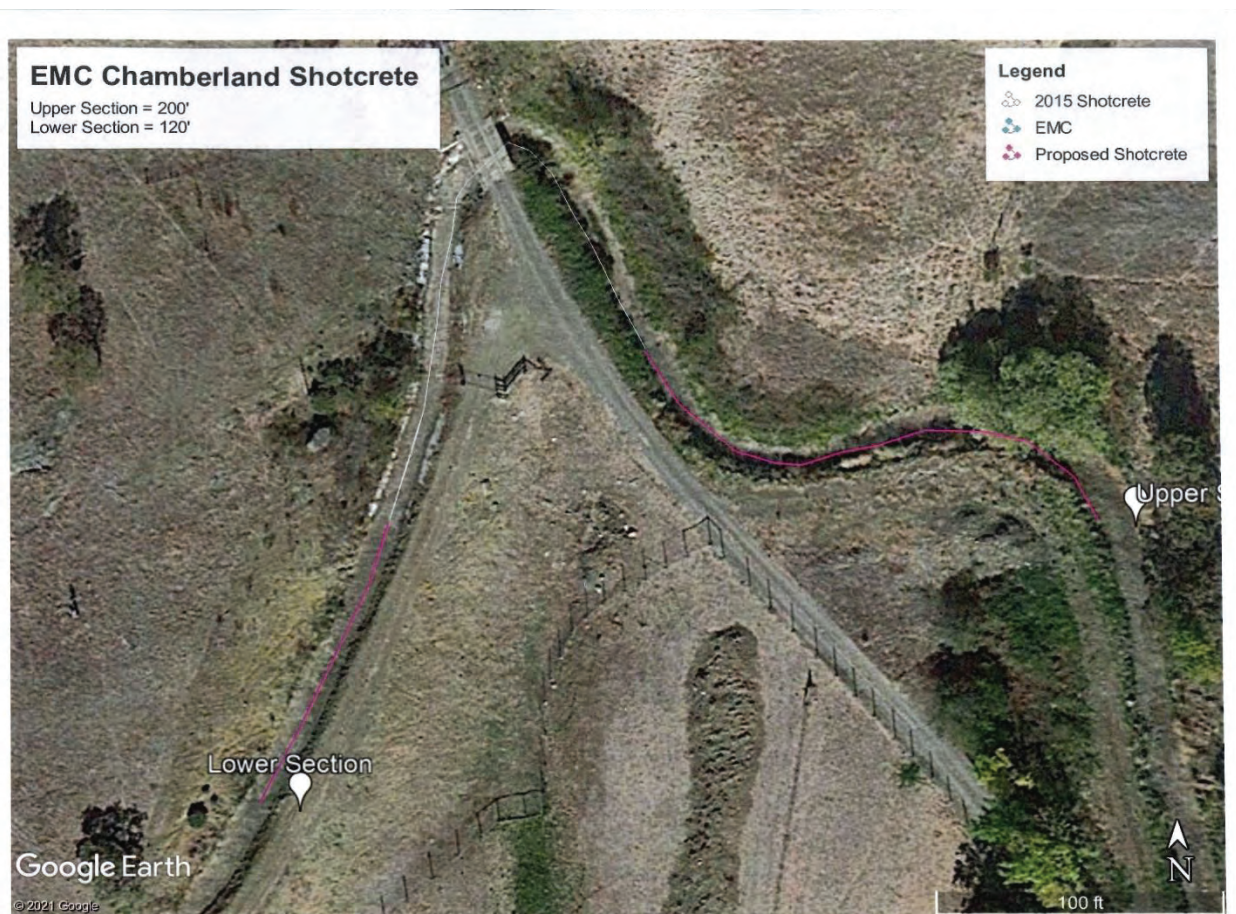 EMC Chamberland Shotcrete
Upper Section = 200'
Lower Section = 120'
Legend
2015 Shotcrete
EMC
Proposed Shotcrete
Upper S
Lower Section
Google Earth
© 2021 Google
N
100 ft